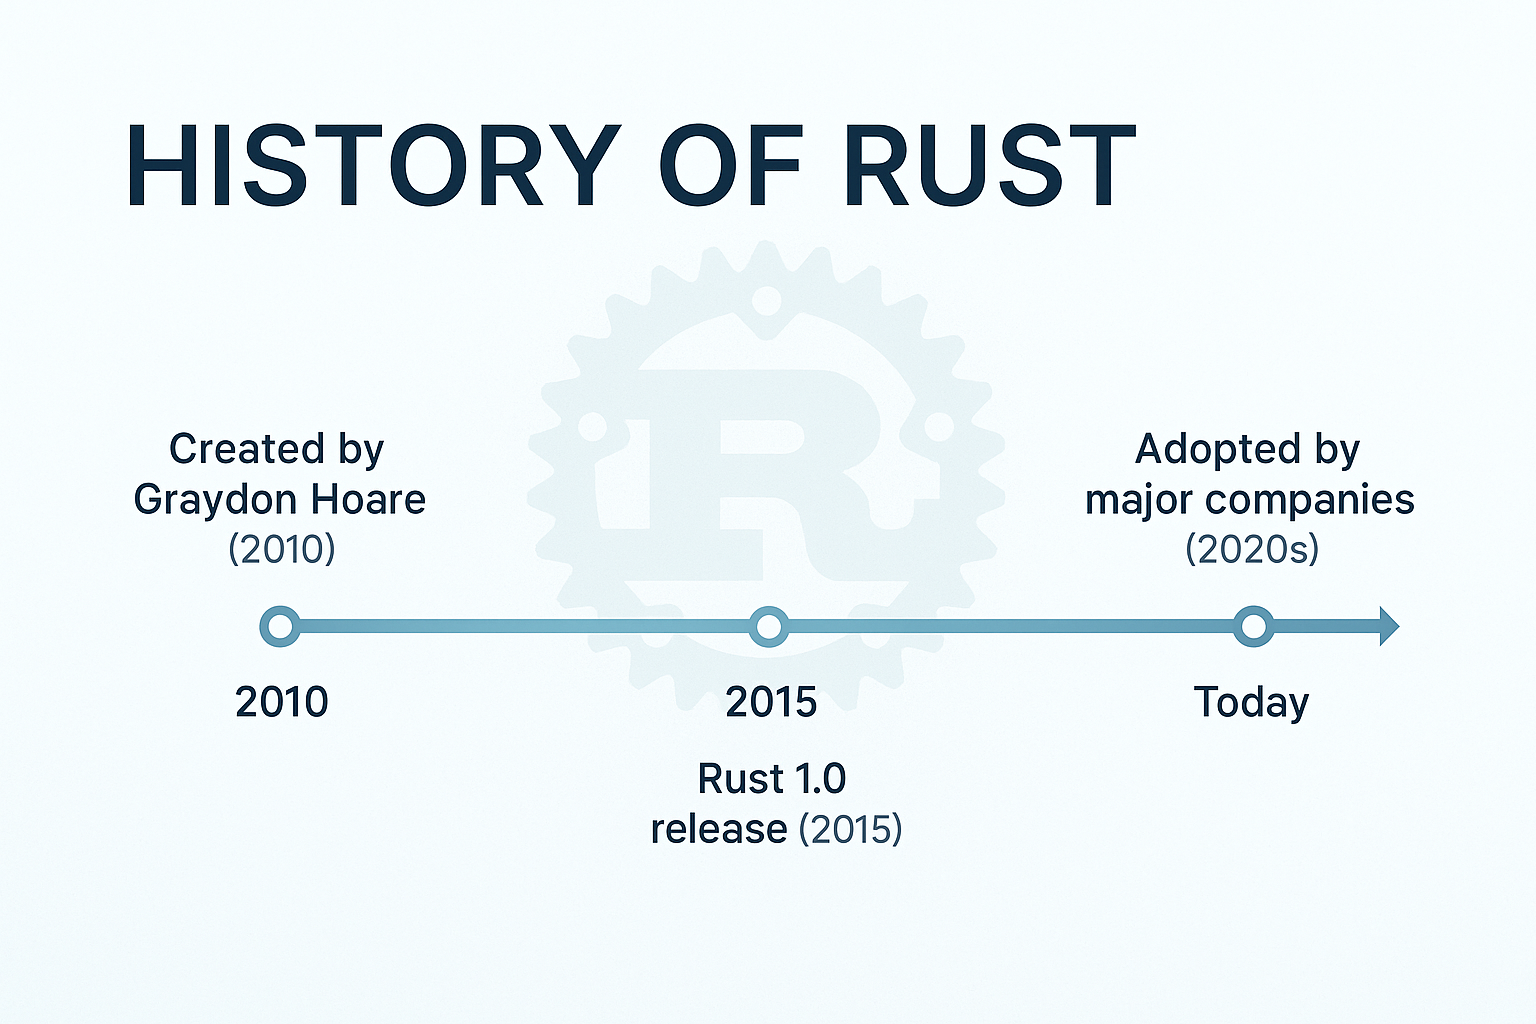 HISTORY OF RUST
Created by
Graydon Hoare
(2010)
Adopted by
major companies
(2020s)
R
2010
2015
Today
Rust 1.0
release (2015)